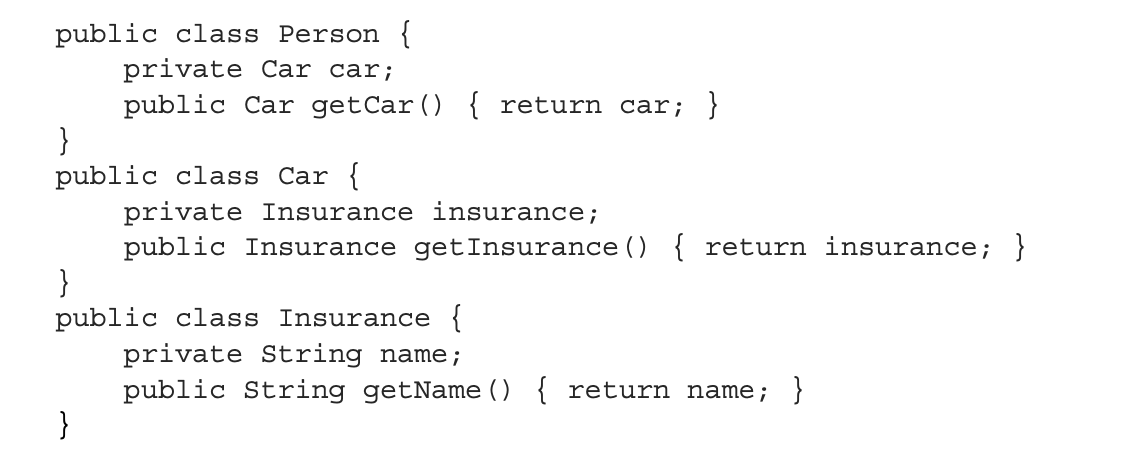 public class Person {
    private Car car;
    public Car getCar() { return car; }
}
public class Car {
    private Insurance insurance;
    public Insurance getInsurance() { return insurance; }
}
public class Insurance {
    private String name;
    public String getName() { return name; }
}